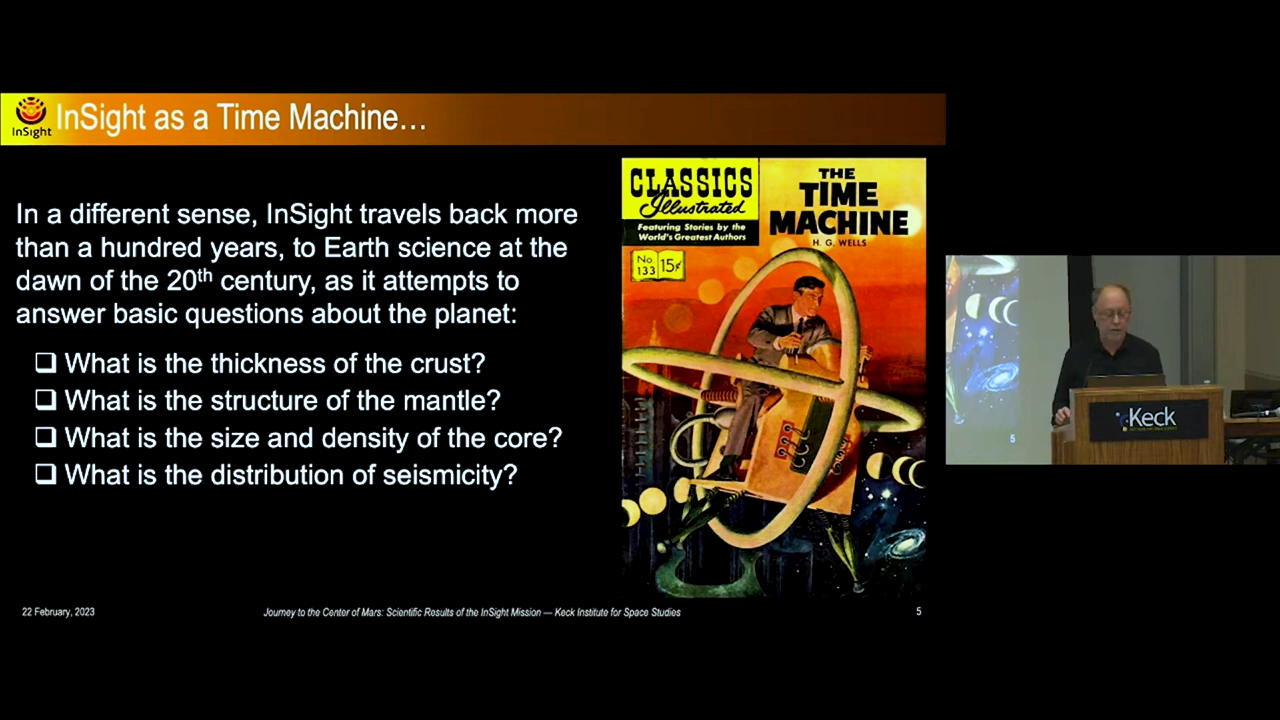 InSight
InSight as a Time Machine…
In a different sense, InSight travels back more
than a hundred years, to Earth science at the
dawn of the 20th century, as it attempts to
answer basic questions about the planet:
❑ What is the thickness of the crust?
❑ What is the structure of the mantle?
❑ What is the size and density of the core?
❑ What is the distribution of seismicity?
CLASSICS
Illustrated
Featuring Stories by the
World's Greatest Authors
No.
133
15¢
THE
TIME
MACHINE
H. G. WELLS
5
Keck
22 February, 2023
Journey to the Center of Mars: Scientific Results of the InSight Mission — Keck Institute for Space Studies
5